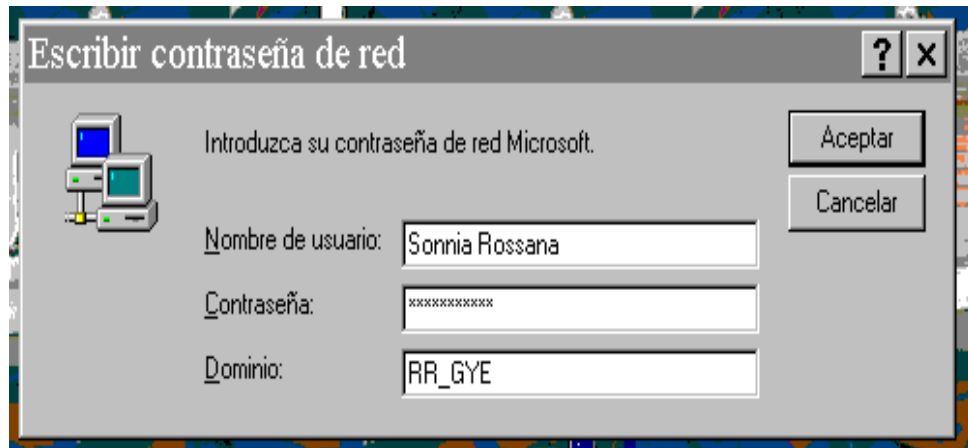 Escribir contraseña de red
? ×
Introduzca su contraseña de red Microsoft.
Aceptar
Cancelar
Nombre de usuario: Sonnia Rossana
Contraseña: ***********
Dominio: RR_GYE